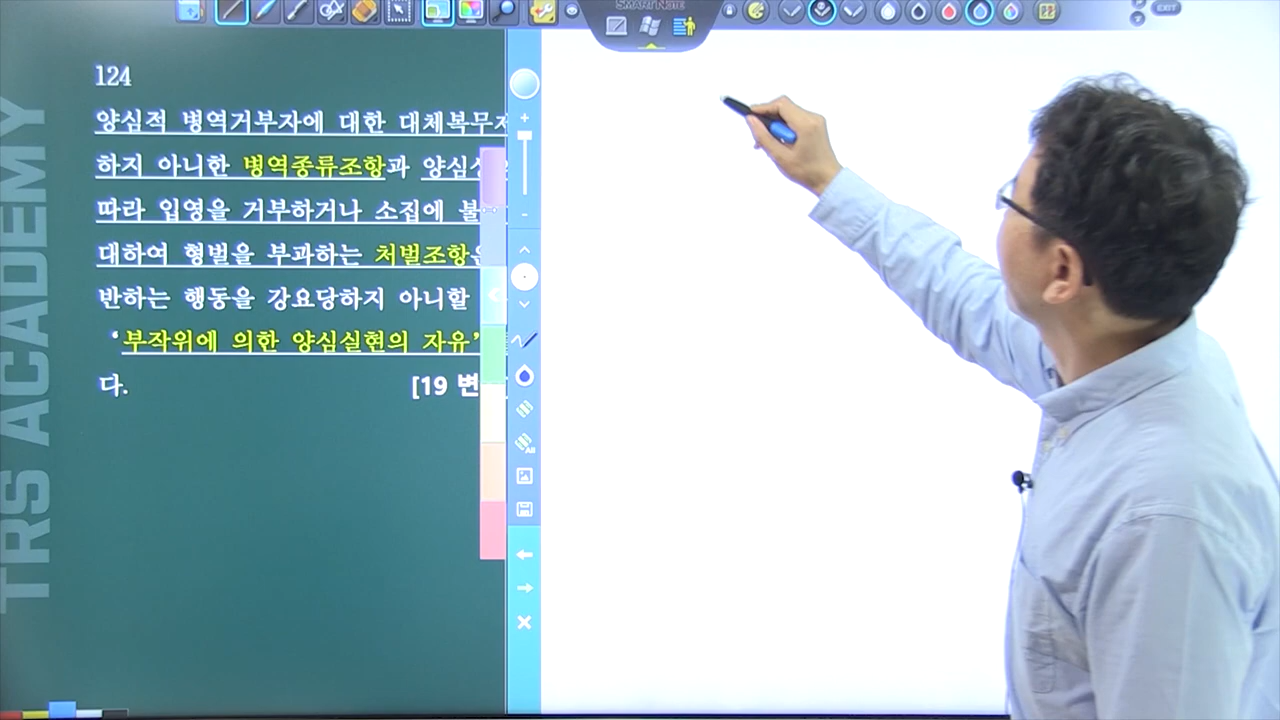 SMART NOTE
EXIT
124
양심적 병역거부자에 대한 대체복무
하지 아니한 병역종류조항과 양심
따라 입영을 거부하거나 소집에
대하여 형벌을 부과하는 처벌조항
반하는 행동을 강요당하지 아니할
‘부작위에 의한 양심실현의 자유’
다. [19 변
All
TRS ACADEMY